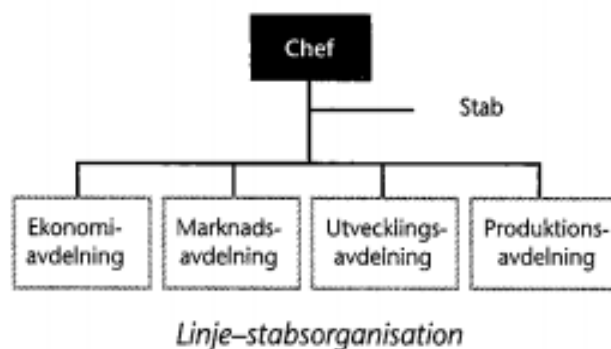 Chef
Stab
Ekonomi-
avdelning
Marknads-
avdelning
Utvecklings-
avdelning
Produktions-
avdelning
Linje–stabsorganisation